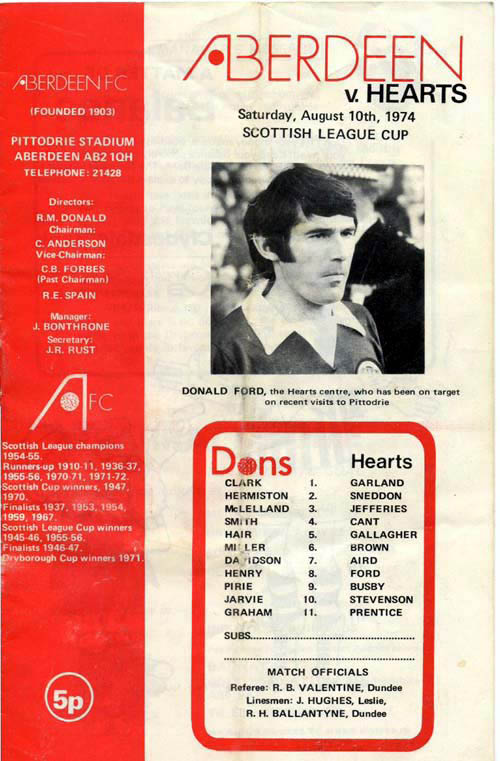 ABERDEEN FC
(FOUNDED 1903)
PITTODRIE STADIUM
ABERDEEN AB2 1QH
TELEPHONE: 21428
Directors:
R.M. DONALD
Chairman:
C. ANDERSON
Vice-Chairman:
C.B. FORBES
(Past Chairman)
R.E. SPAIN
Manager:
J. BONTHRONE
Secretary:
J.R. RUST
AFC
Scottish League champions
1954-55.
Runners-up 1910-11, 1936-37,
1955-56, 1970-71, 1971-72.
Scottish Cup winners, 1947,
1970.
Finalists 1937, 1953, 1954,
1959, 1967.
Scottish League Cup winners
1945-46, 1955-56.
Finalists 1946-47.
Dryborough Cup winners 1971.
5p
ABERDEEN
v. HEARTS
Saturday, August 10th, 1974
SCOTTISH LEAGUE CUP
DONALD FORD, the Hearts centre, who has been on target
on recent visits to Pittodrie
Dons Hearts
CLARK 1. GARLAND
HERMISTON 2. SNEDDON
McLELLAND 3. JEFFERIES
SMITH 4. CANT
HAIR 5. GALLAGHER
MILLER 6. BROWN
DAVIDSON 7. AIRD
HENRY 8. FORD
PIRIE 9. BUSBY
JARVIE 10. STEVENSON
GRAHAM 11. PRENTICE
SUBS.
MATCH OFFICIALS
Referee: R. B. VALENTINE, Dundee
Linesmen: J. HUGHES, Leslie,
R. H. BALLANTYNE, Dundee